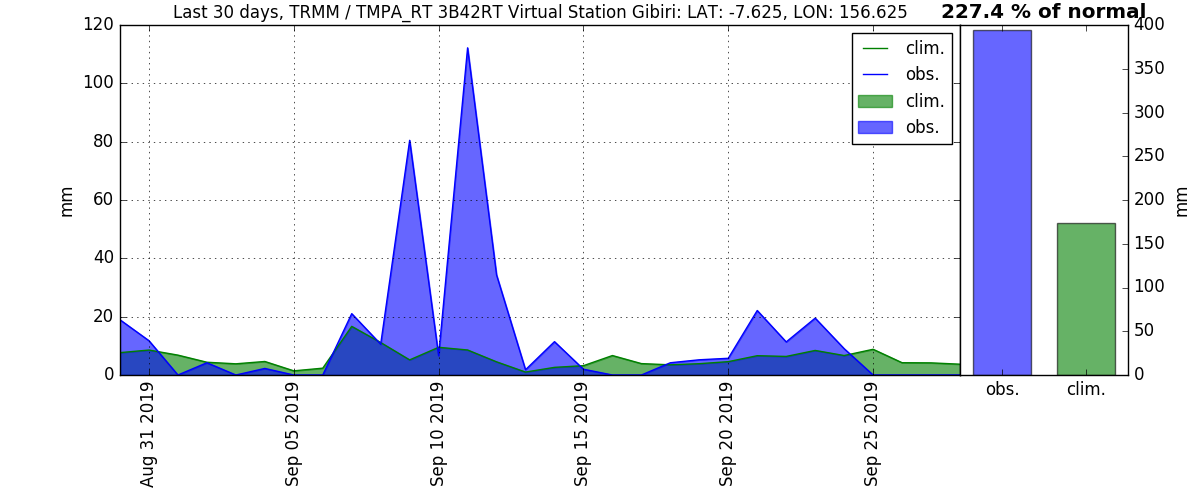 Last 30 days, TRMM / TMPA_RT 3B42RT Virtual Station Gibiri: LAT: -7.625, LON: 156.625
227.4 % of normal
120
100
80
60
40
20
0
mm
clim.
obs.
clim.
obs.
Aug 31 2019
Sep 05 2019
Sep 10 2019
Sep 15 2019
Sep 20 2019
Sep 25 2019
400
350
300
250
200
150
100
50
0
mm
obs.
clim.